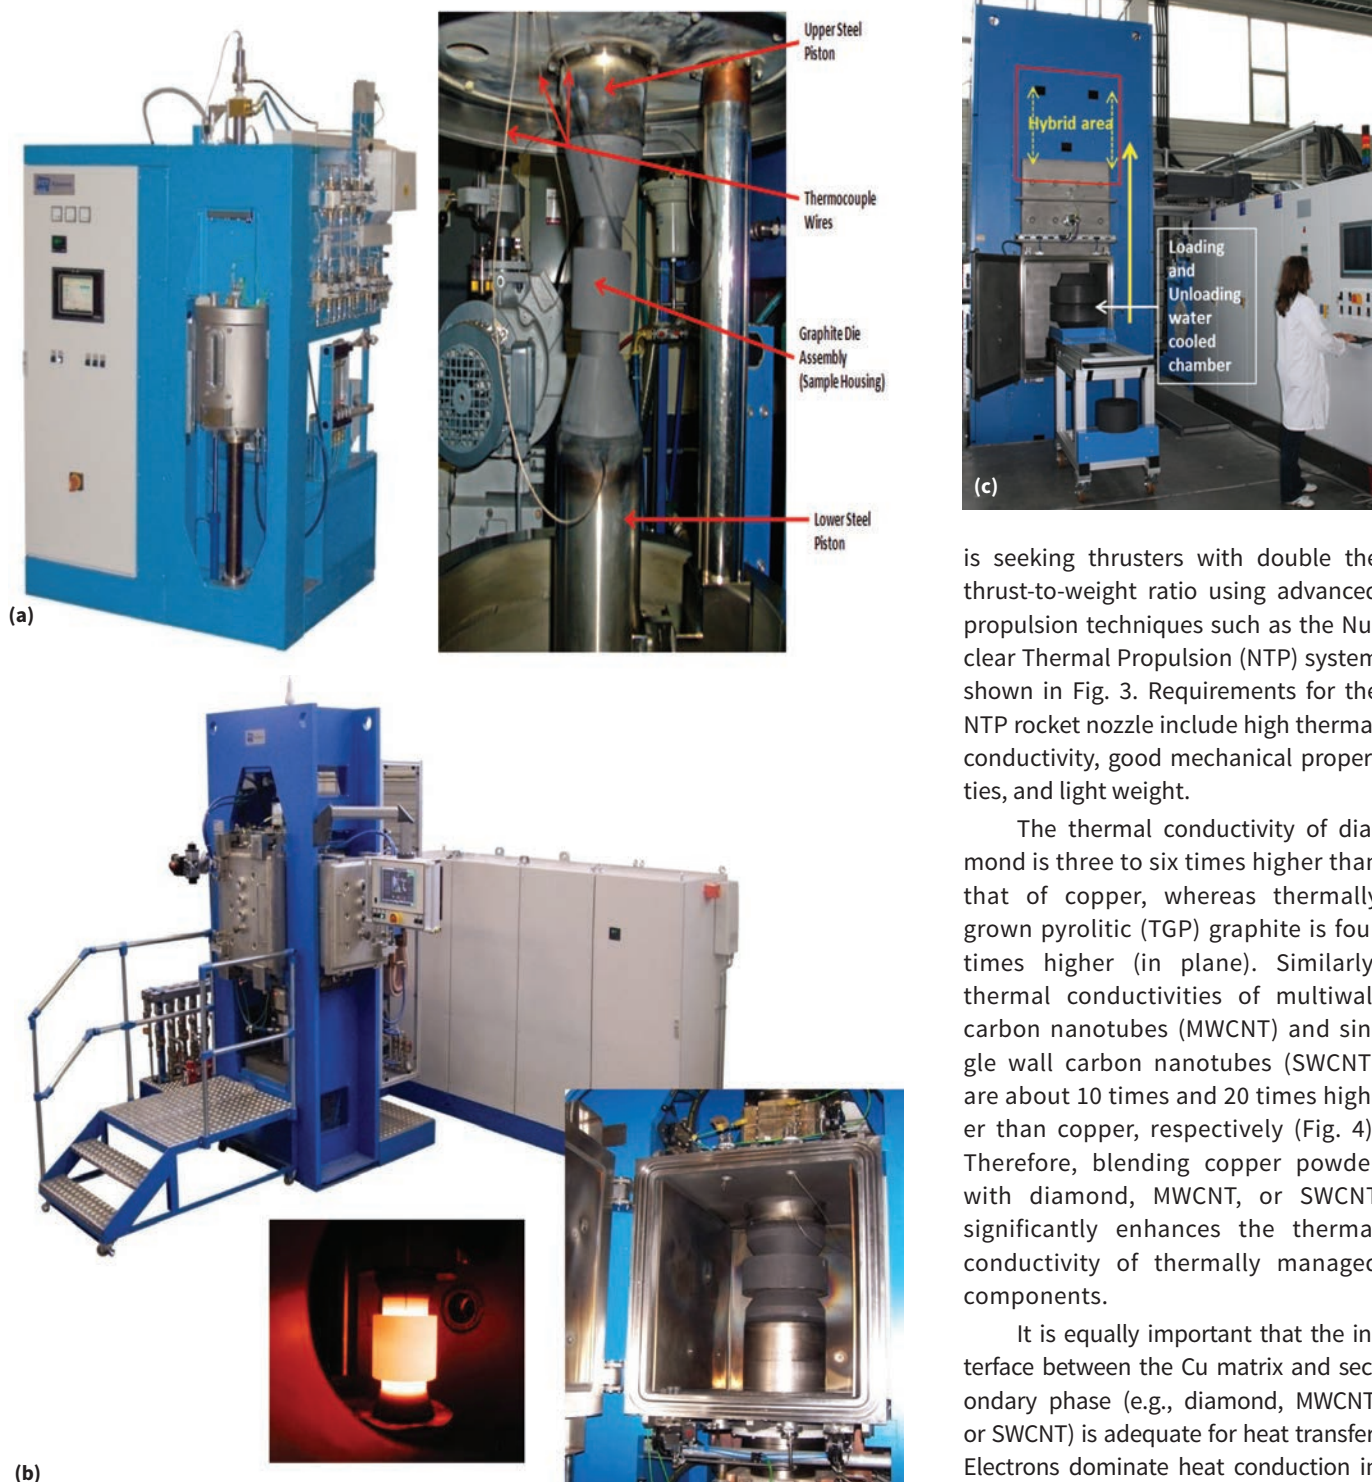 Upper Steel
Piston
Thermocouple
Wires
Graphite Die
Assembly
(Sample Housing)
Lower Steel
Piston
(a)
Hybrid area
Loading
and
Unloading
water
cooled
chamber
(c)
(b)
is seeking thrusters with double the
thrust-to-weight ratio using advanced
propulsion techniques such as the Nu
clear Thermal Propulsion (NTP) system
shown in Fig. 3. Requirements for the
NTP rocket nozzle include high therma
conductivity, good mechanical proper
ties, and light weight.
The thermal conductivity of dia
mond is three to six times higher than
that of copper, whereas thermally
grown pyrolitic (TGP) graphite is fou
times higher (in plane). Similarly
thermal conductivities of multiwal
carbon nanotubes (MWCNT) and sin
gle wall carbon nanotubes (SWCNT
are about 10 times and 20 times high
er than copper, respectively (Fig. 4)
Therefore, blending copper powde
with diamond, MWCNT, or SWCNT
significantly enhances the therma
conductivity of thermally managed
components.
It is equally important that the in
terface between the Cu matrix and sec
ondary phase (e.g., diamond, MWCNT
or SWCNT) is adequate for heat transfer
Electrons dominate heat conduction in